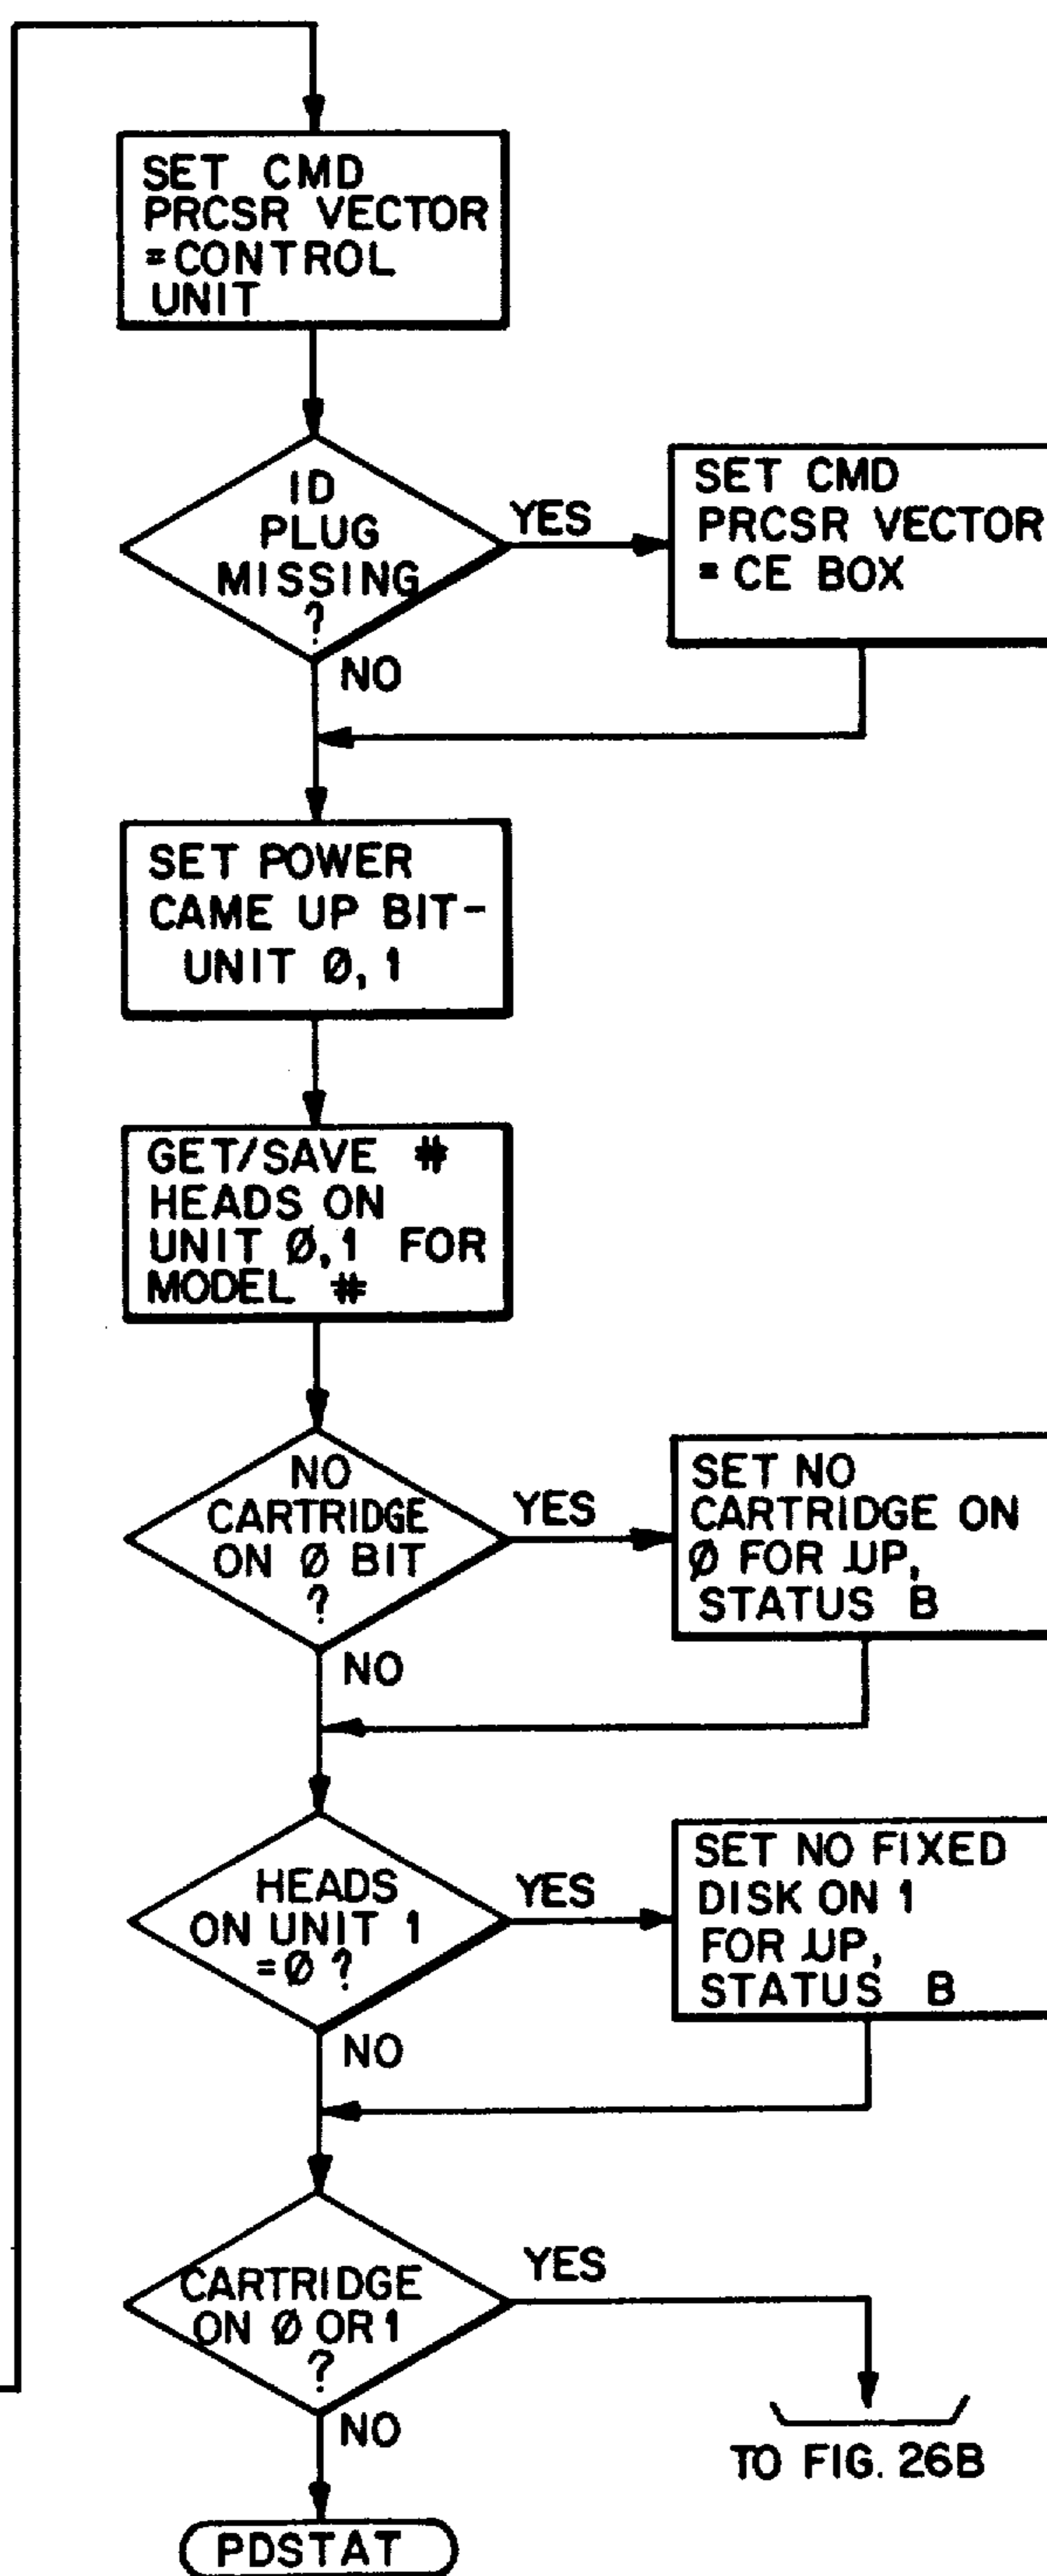 SET CMD
PRCSR VECTOR
=CONTROL
UNIT
ID
PLUG
MISSING
?
YES
SET CMD
PRCSR VECTOR
= CE BOX
NO
SET POWER
CAME UP BIT-
UNIT Ø,1
GET/SAVE #
HEADS ON
UNIT Ø,1 FOR
MODEL #
NO
CARTRIDGE
ON Ø BIT
?
YES
SET NO
CARTRIDGE ON
Ø FOR UP,
STATUS B
NO
HEADS
ON UNIT 1
=Ø ?
YES
SET NO FIXED
DISK ON 1
FOR UP,
STATUS B
NO
CARTRIDGE
ON Ø OR 1
?
YES
NO
TO FIG. 26B
PDSTAT